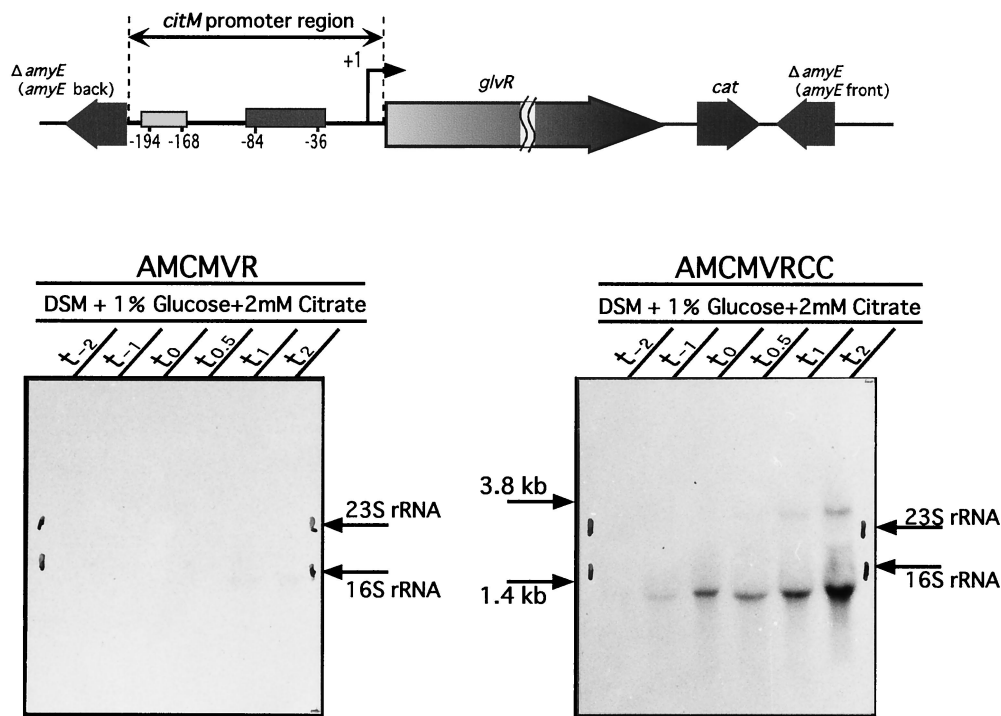 citM promoter region
+1
Δ amyE
(amyE back)
glvR
cat
Δ amyE
(amyE front)
-194 -168 -84 -36
AMCMVR
DSM + 1% Glucose+2mM Citrate
t-2 t-1 t0 t0.5 t1 t2
23S rRNA
16S rRNA
AMCMVRCC
DSM + 1% Glucose+2mM Citrate
t-2 t-1 t0 t0.5 t1 t2
3.8 kb
1.4 kb
23S rRNA
16S rRNA